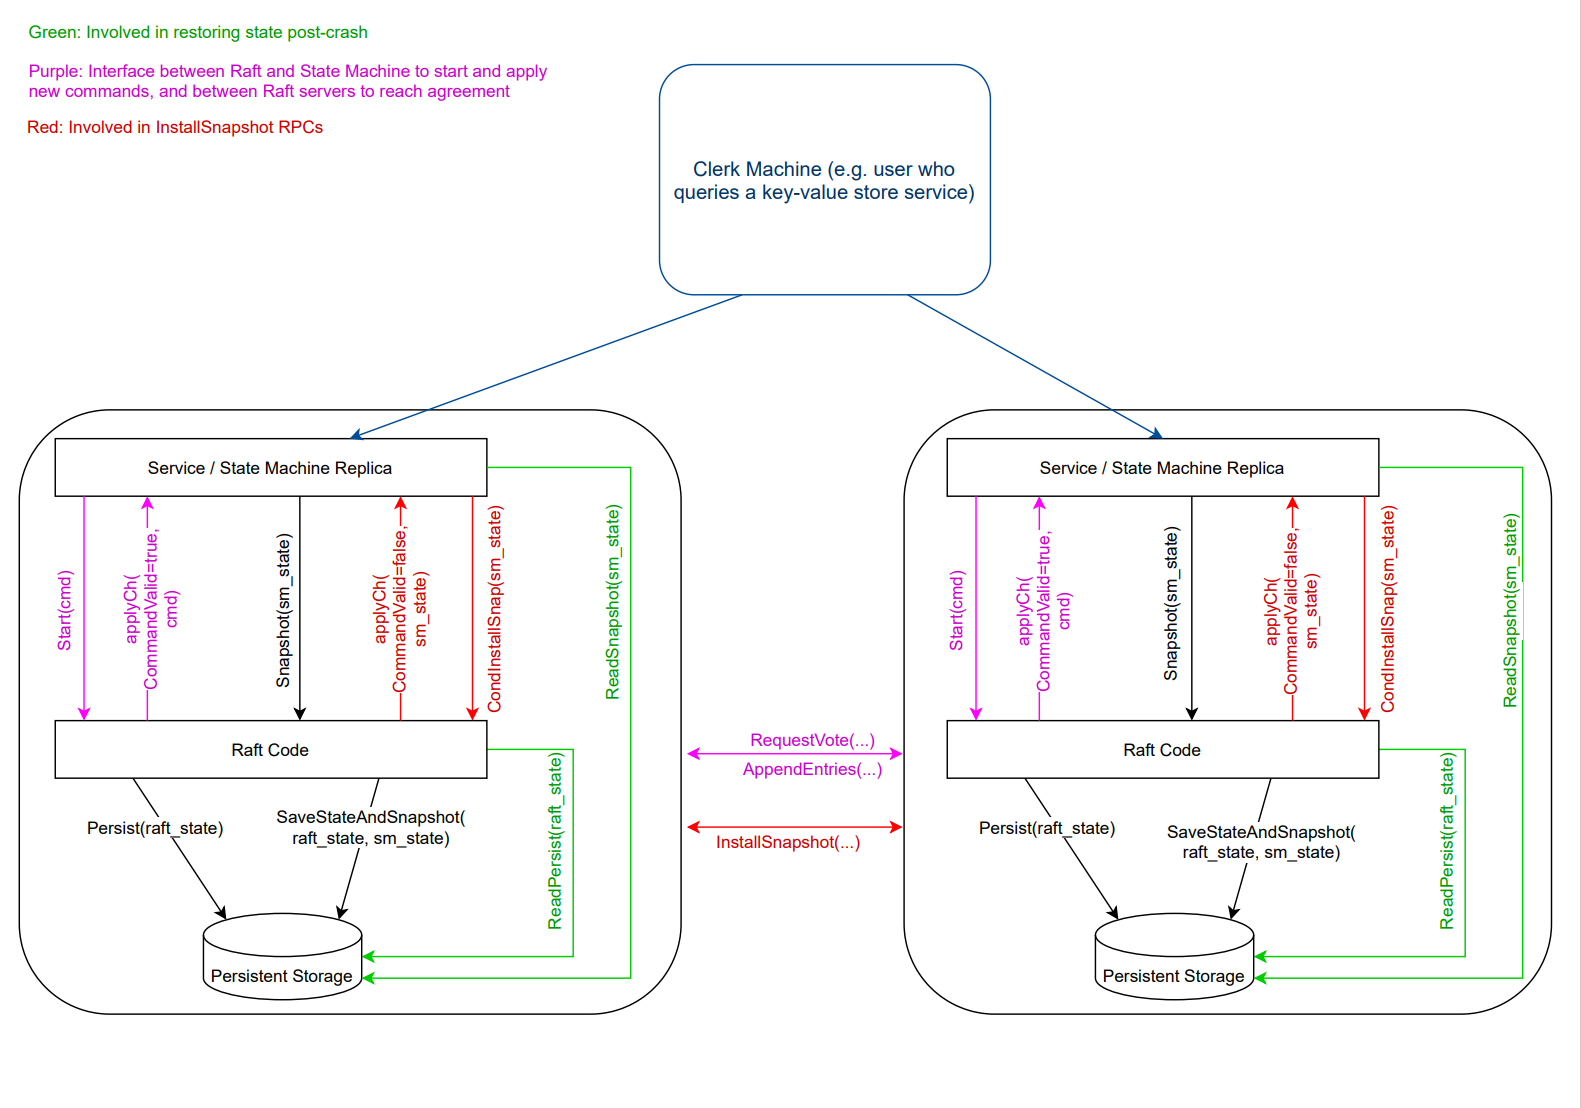 Green: Involved in restoring state post-crash
Purple: Interface between Raft and State Machine to start and apply
new commands, and between Raft servers to reach agreement
Red: Involved in InstallSnapshot RPCs
Clerk Machine (e.g. user who
queries a key-value store service)
Service / State Machine Replica
Start(cmd)
applyCh(
CommandValid=true,
cmd)
Snapshot(sm_state)
applyCh(
CommandValid=false,
sm_state)
CondInstallSnap(sm_state)
ReadSnapshot(sm_state)
Raft Code
Persist(raft_state)
SaveStateAndSnapshot(
raft_state, sm_state)
ReadPersist(raft_state)
Persistent Storage
RequestVote(...)
AppendEntries(...)
InstallSnapshot(...)
Service / State Machine Replica
Start(cmd)
applyCh(
CommandValid=true,
cmd)
Snapshot(sm_state)
applyCh(
CommandValid=false,
sm_state)
CondInstallSnap(sm_state)
ReadSnapshot(sm_state)
Raft Code
Persist(raft_state)
SaveStateAndSnapshot(
raft_state, sm_state)
ReadPersist(raft_state)
Persistent Storage